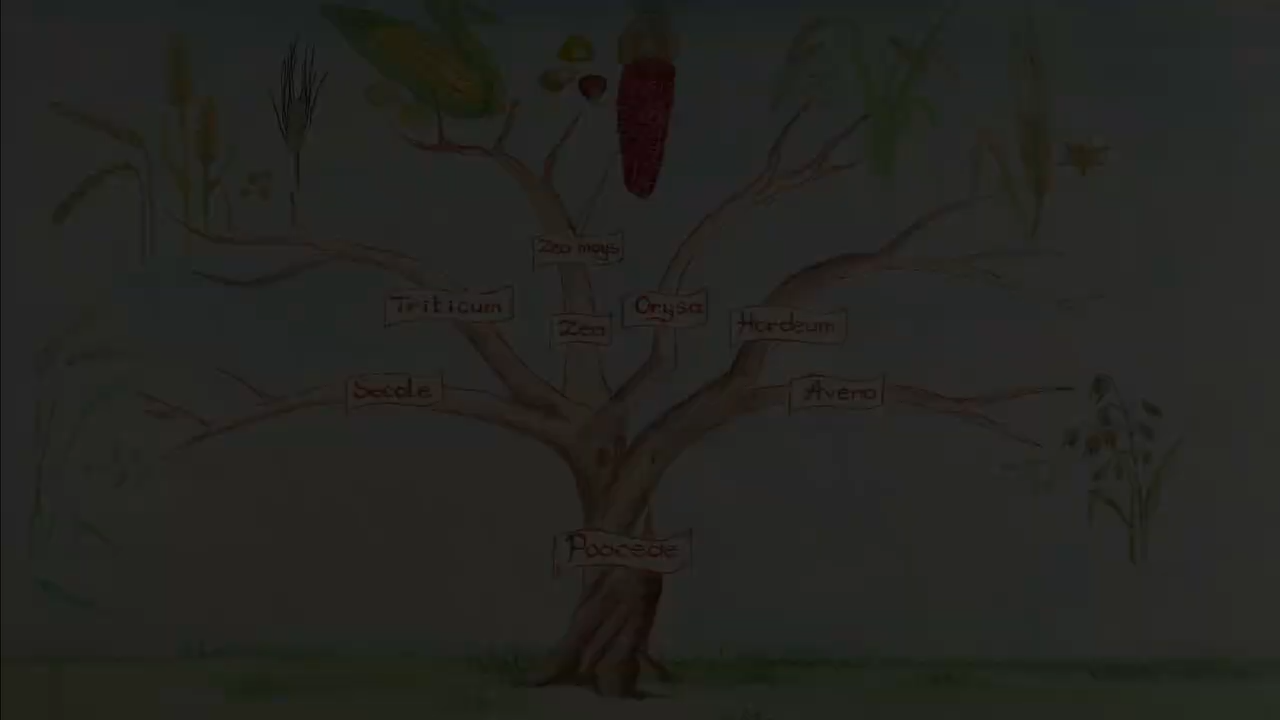 Zea mays
Triticum
Zea
Orysa
Hordeum
Secale
Avena
Poaceae